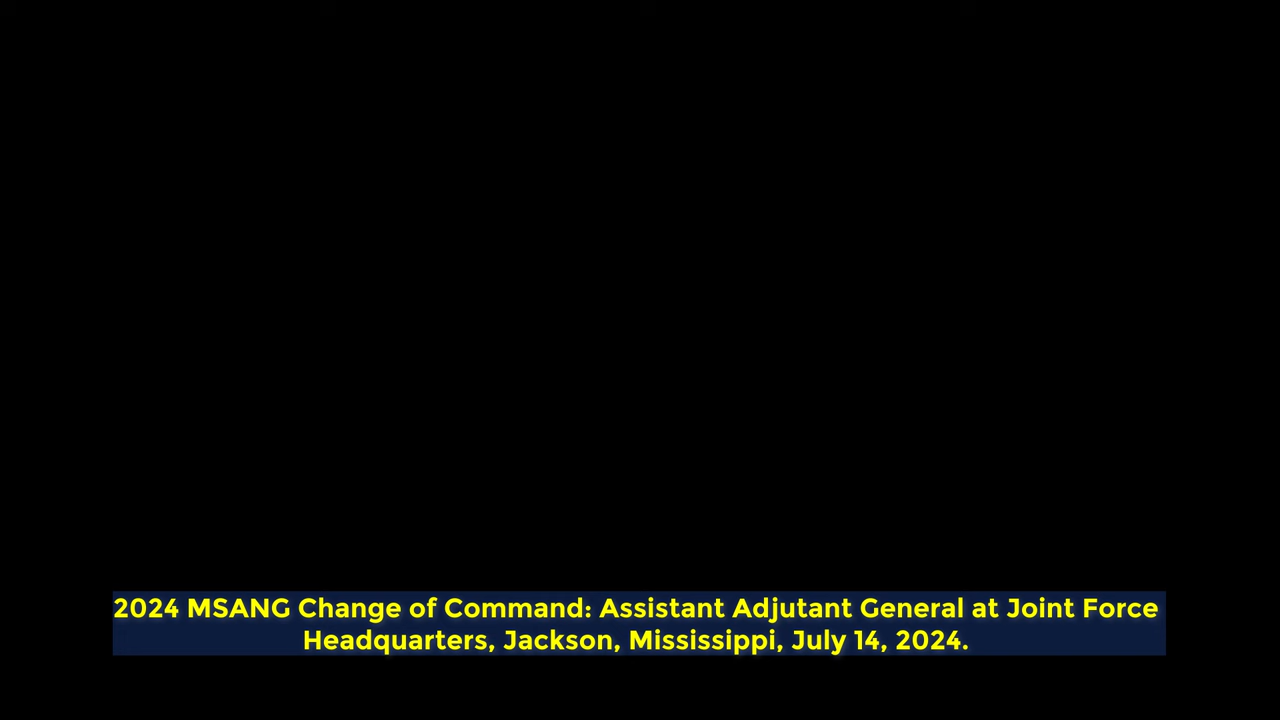 2024 MSANG Change of Command: Assistant Adjutant General at Joint Force
Headquarters, Jackson, Mississippi, July 14, 2024.